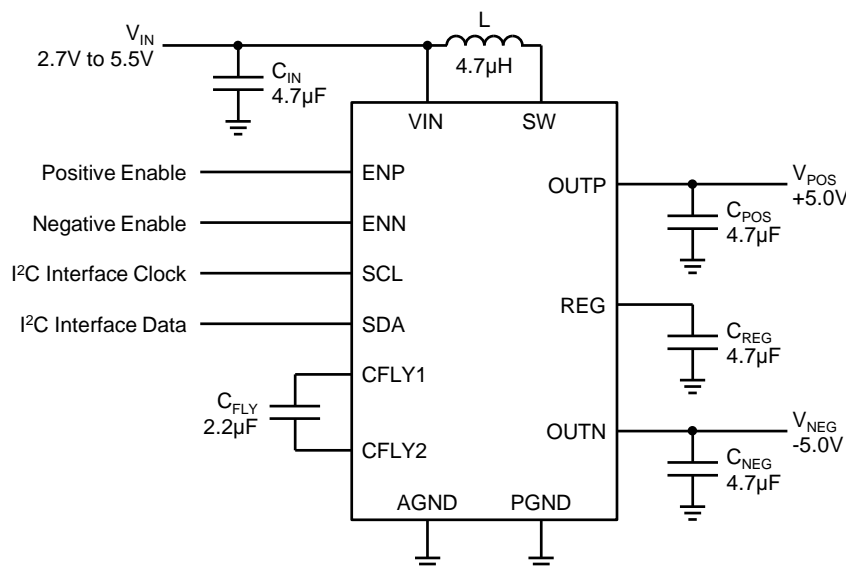 V_IN
2.7V to 5.5V
L
4.7µH
C_IN
4.7µF
VIN
SW
Positive Enable
ENP
OUTP
V_POS
+5.0V
Negative Enable
ENN
C_POS
4.7µF
I²C Interface Clock
SCL
REG
I²C Interface Data
SDA
C_REG
4.7µF
CFLY1
C_FLY
2.2µF
CFLY2
OUTN
V_NEG
-5.0V
C_NEG
4.7µF
AGND
PGND